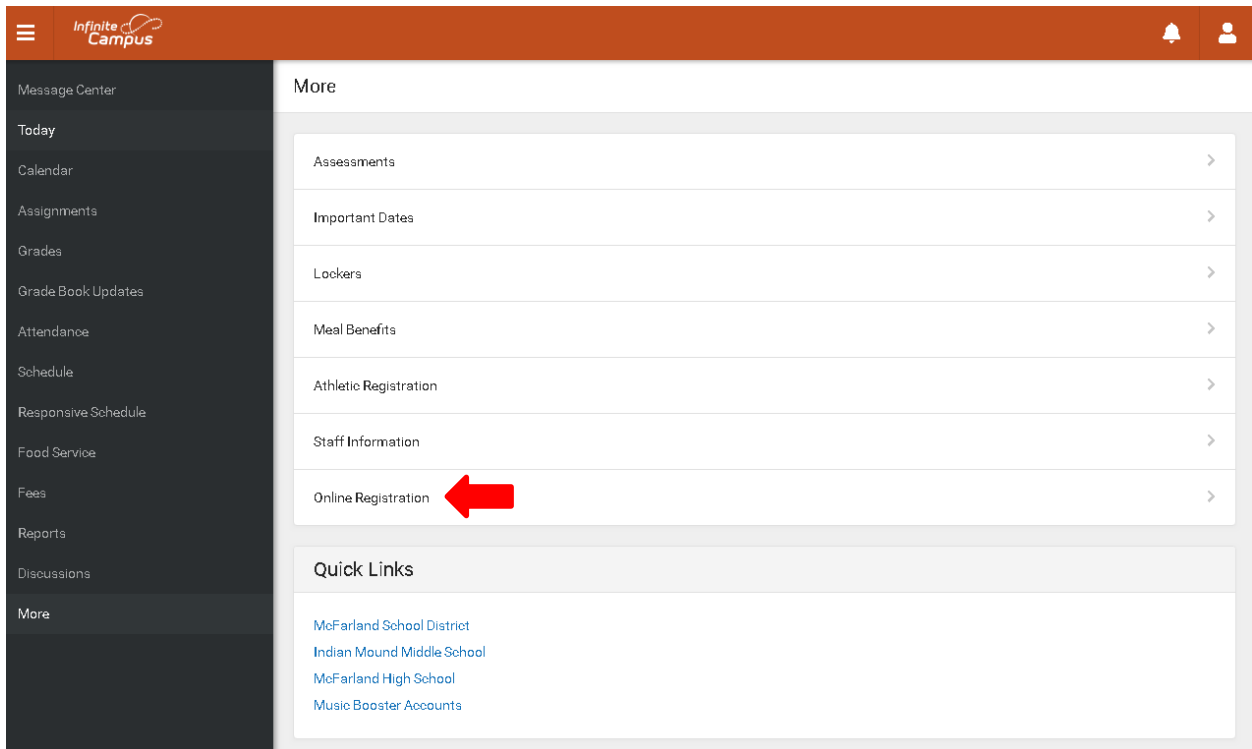 Infinite
Campus
Message Center
Today
Calendar
Assignments
Grades
Grade Book Updates
Attendance
Schedule
Responsive Schedule
Food Service
Fees
Reports
Discussions
More
More
Assessments
Important Dates
Lockers
Meal Benefits
Athletic Registration
Staff Information
Online Registration
Quick Links
McFarland School District
Indian Mound Middle School
McFarland High School
Music Booster Accounts